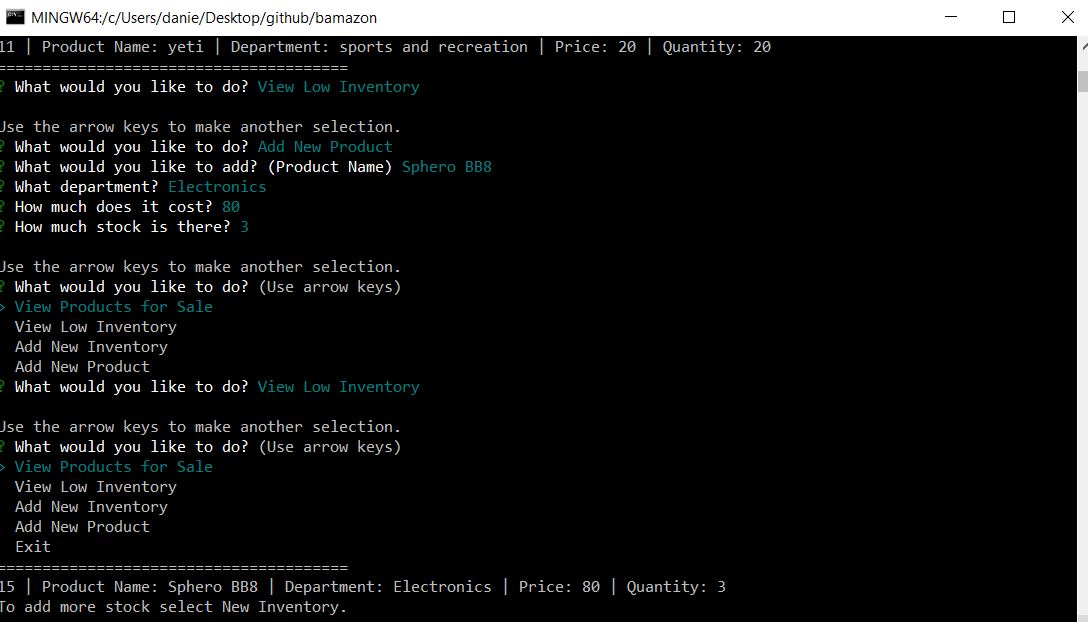 MINGW64:/c/Users/danie/Desktop/github/bamazon
11 | Product Name: yeti | Department: sports and recreation | Price: 20 | Quantity: 20
=======================================
? What would you like to do? View Low Inventory
Use the arrow keys to make another selection.
? What would you like to do? Add New Product
? What would you like to add? (Product Name) Sphero BB8
? What department? Electronics
? How much does it cost? 80
? How much stock is there? 3
Use the arrow keys to make another selection.
? What would you like to do? (Use arrow keys)
> View Products for Sale
View Low Inventory
Add New Inventory
Add New Product
? What would you like to do? View Low Inventory
Use the arrow keys to make another selection.
? What would you like to do? (Use arrow keys)
> View Products for Sale
View Low Inventory
Add New Inventory
Add New Product
Exit
=======================================
15 | Product Name: Sphero BB8 | Department: Electronics | Price: 80 | Quantity: 3
To add more stock select New Inventory.